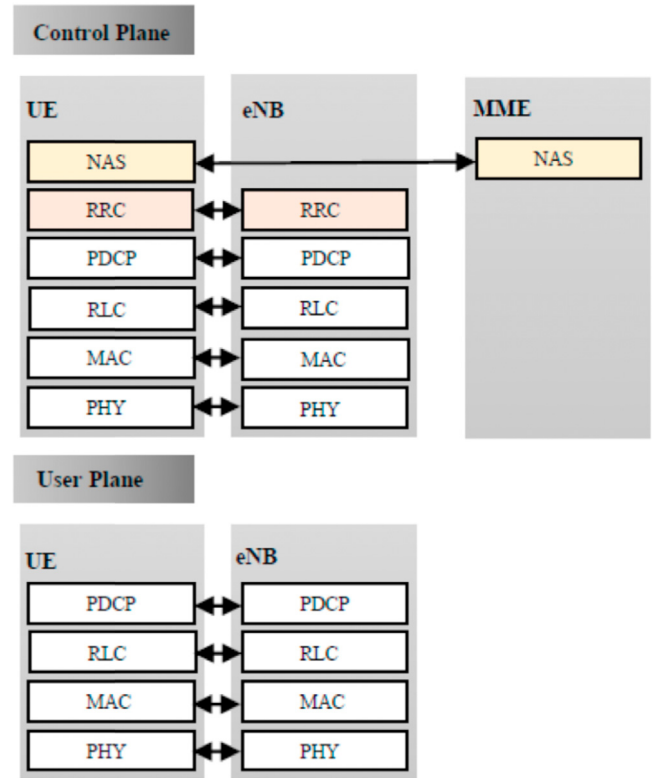 Control Plane
UE eNB MME
NAS NAS
RRC RRC
PDCP PDCP
RLC RLC
MAC MAC
PHY PHY
User Plane
UE eNB
PDCP PDCP
RLC RLC
MAC MAC
PHY PHY